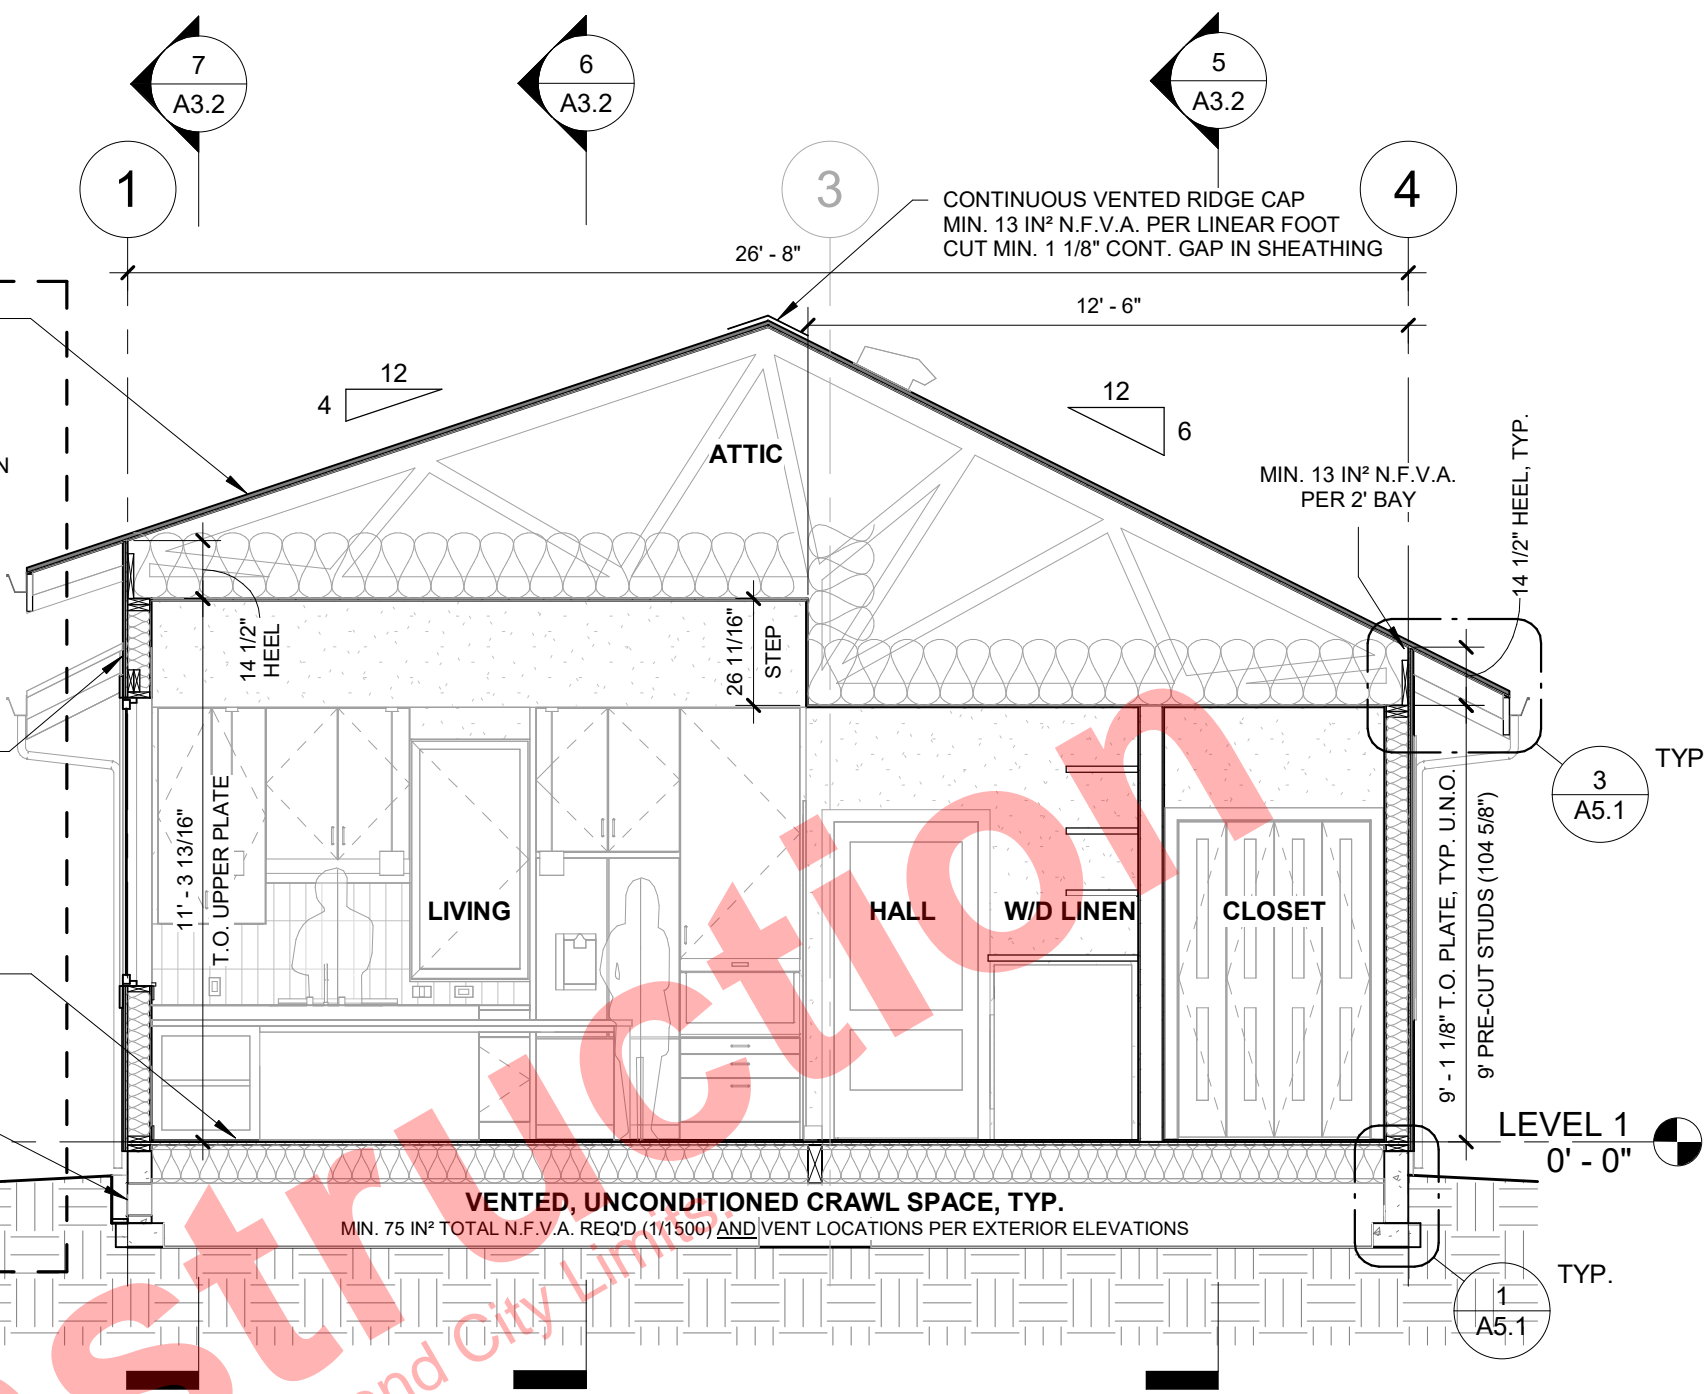 7
A3.2
6
A3.2
5
A3.2
1
3
4
CONTINUOUS VENTED RIDGE CAP
MIN. 13 IN² N.F.V.A. PER LINEAR FOOT
CUT MIN. 1 1/8" CONT. GAP IN SHEATHING
26' - 8"
12' - 6"
12
4
12
6
N
ATTIC
MIN. 13 IN² N.F.V.A.
PER 2' BAY
14 1/2" HEEL, TYP.
14 1/2"
HEEL
26 11/16"
STEP
TYP
3
A5.1
11' - 3 13/16"
T.O. UPPER PLATE
LIVING
HALL
W/D LINEN
CLOSET
9' - 1 1/8" T.O. PLATE, TYP. U.N.O.
9' PRE-CUT STUDS (104 5/8")
LEVEL 1
0' - 0"
VENTED, UNCONDITIONED CRAWL SPACE, TYP.
MIN. 75 IN² TOTAL N.F.V.A. REQ'D (1/1500) AND VENT LOCATIONS PER EXTERIOR ELEVATIONS
TYP.
1
A5.1
struction
and City Limits.